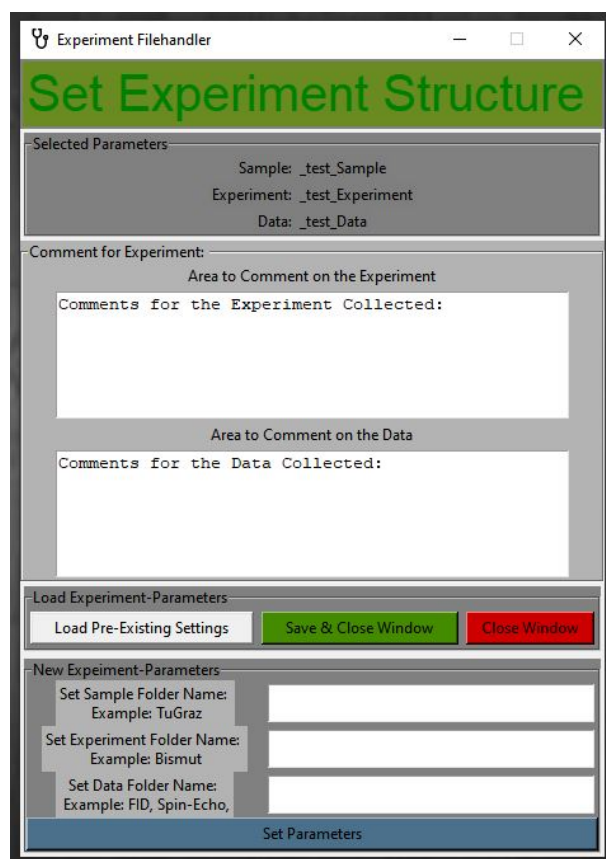 Experiment Filehandler
Set Experiment Structure
Selected Parameters
Sample: _test_Sample
Experiment: _test_Experiment
Data: _test_Data
Comment for Experiment:
Area to Comment on the Experiment
Comments for the Experiment Collected:
Area to Comment on the Data
Comments for the Data Collected:
Load Experiment-Parameters
Load Pre-Existing Settings Save & Close Window Close Window
New Expeiment-Parameters
Set Sample Folder Name:
Example: TuGraz
Set Experiment Folder Name:
Example: Bismut
Set Data Folder Name:
Example: FID, Spin-Echo,
Set Parameters